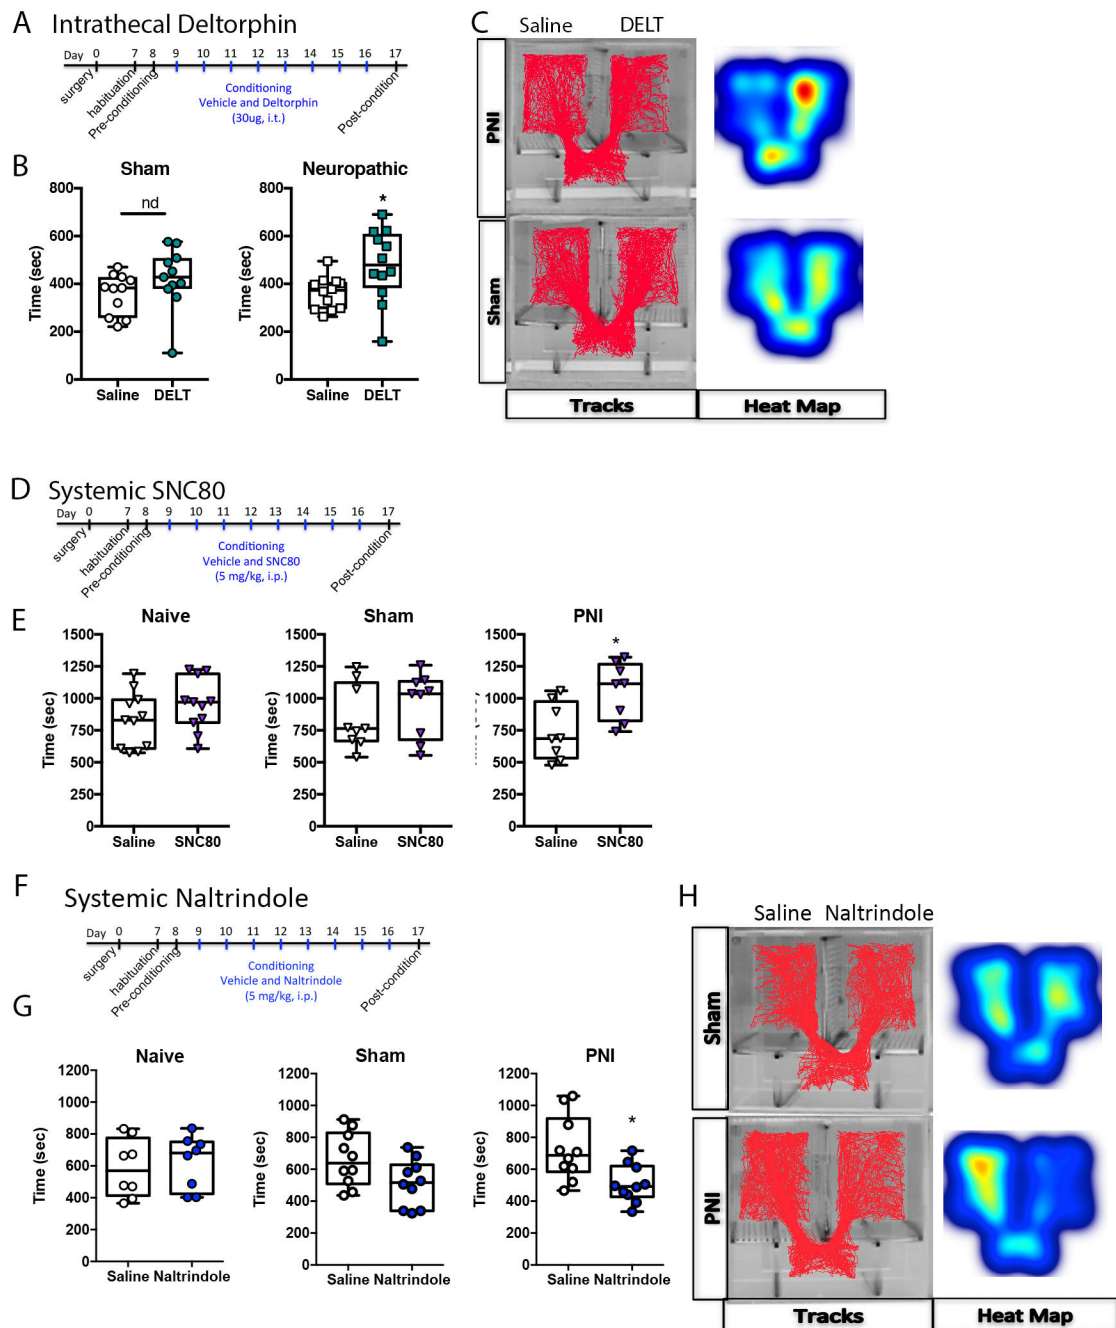 A Intrathecal Deltorphin
Day 0 7 8 9 10 11 12 13 14 15 16 17
surgery
habituation
Pre-conditioning
Conditioning
Vehicle and Deltorphin
(30ug, i.t.)
Post-condition
B
Sham
nd
Time (sec)
800
600
400
200
0
Saline DELT
Neuropathic
*
Time (sec)
800
600
400
200
0
Saline DELT
C
Saline DELT
PNI
Sham
Tracks
Heat Map
D Systemic SNC80
Day 0 7 8 9 10 11 12 13 14 15 16 17
surgery
habituation
Pre-conditioning
Conditioning
Vehicle and SNC80
(5 mg/kg, i.p.)
Post-condition
E
Naive
Time (sec)
1500
1250
1000
750
500
250
0
Saline SNC80
Sham
Time (sec)
1500
1250
1000
750
500
250
0
Saline SNC80
PNI
*
1500
1250
1000
750
500
250
0
Saline SNC80
F
Systemic Naltrindole
Day 0 7 8 9 10 11 12 13 14 15 16 17
surgery
habituation
Pre-conditioning
Conditioning
Vehicle and Naltrindole
(5 mg/kg, i.p.)
Post-condition
G
Naive
Time (sec)
1200
1000
800
600
400
200
0
Saline Naltrindole
Sham
Time (sec)
1200
1000
800
600
400
200
0
Saline Naltrindole
PNI
*
Time (sec)
1200
1000
800
600
400
200
0
Saline Naltrindole
H
Saline Naltrindole
Sham
PNI
Tracks
Heat Map